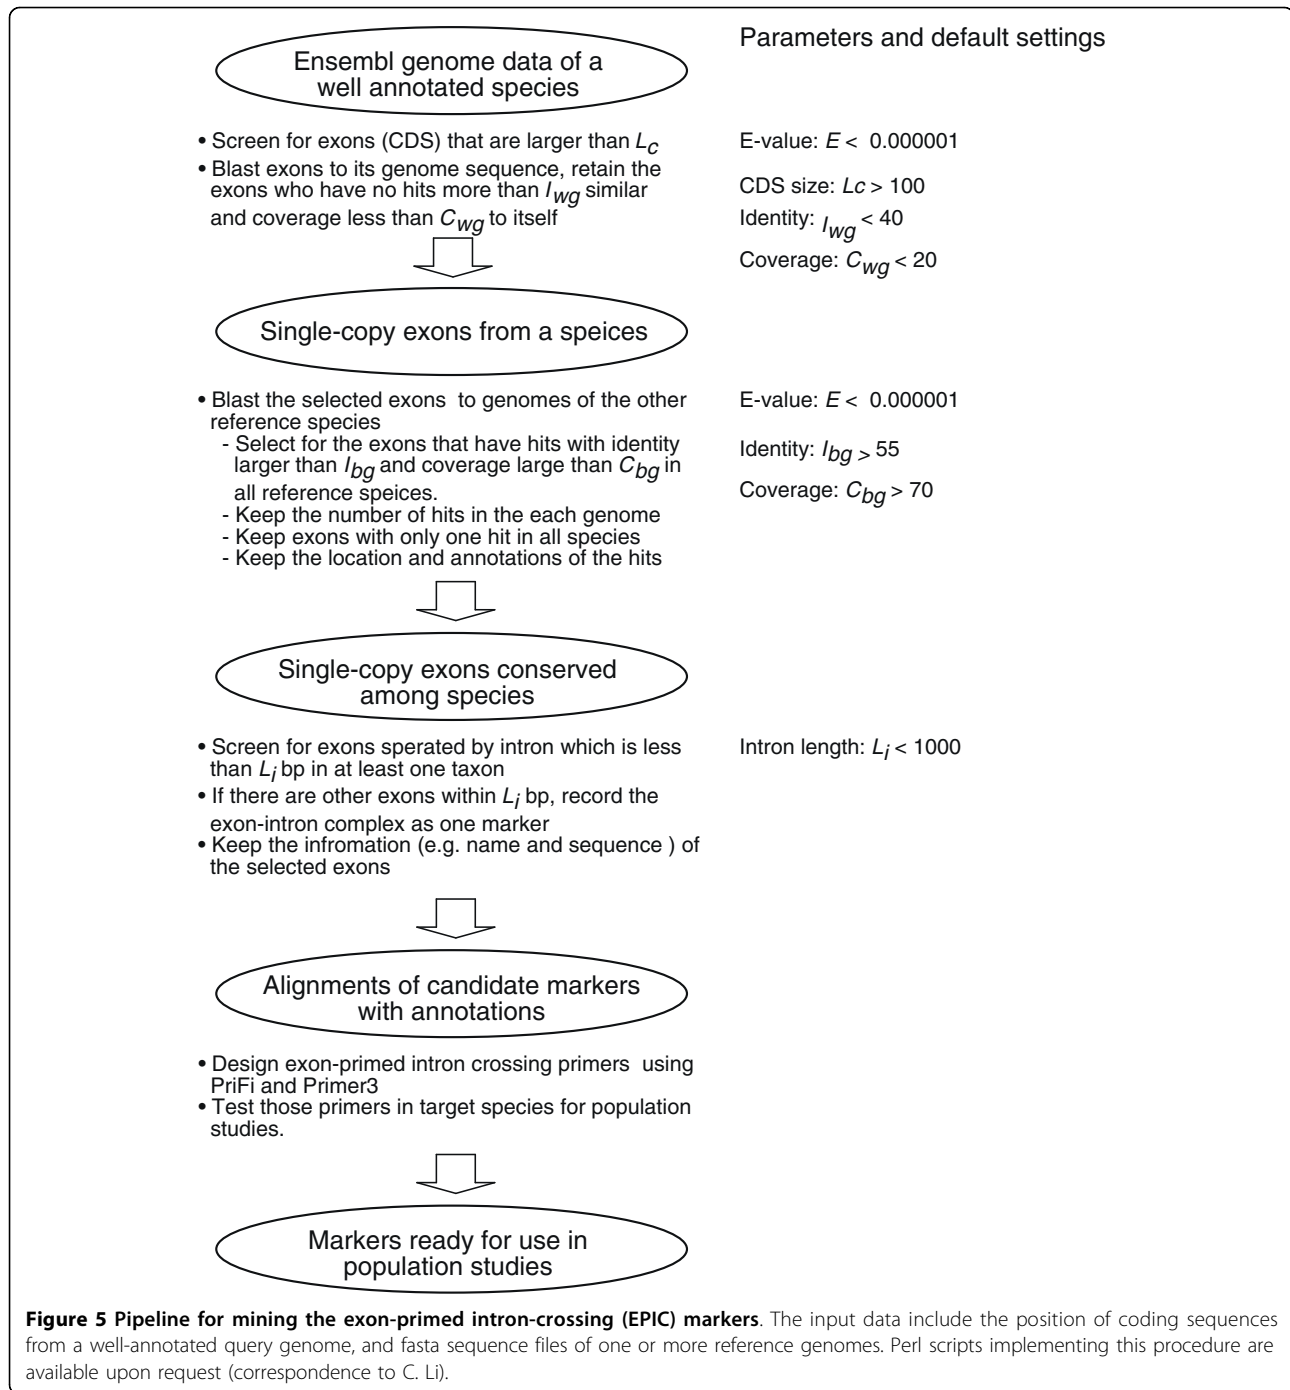 Parameters and default settings
Ensembl genome data of a
well annotated species
• Screen for exons (CDS) that are larger than Lc
• Blast exons to its genome sequence, retain the
exons who have no hits more than Iwg similar
and coverage less than Cwg to itself
E-value: E < 0.000001
CDS size: Lc > 100
Identity: Iwg < 40
Coverage: Cwg < 20
Single-copy exons from a speices
• Blast the selected exons to genomes of the other
reference species
- Select for the exons that have hits with identity
larger than Ibg and coverage large than Cbg in
all reference speices.
- Keep the number of hits in the each genome
- Keep exons with only one hit in all species
- Keep the location and annotations of the hits
E-value: E < 0.000001
Identity: Ibg > 55
Coverage: Cbg > 70
Single-copy exons conserved
among species
• Screen for exons sperated by intron which is less
than Li bp in at least one taxon
• If there are other exons within Li bp, record the
exon-intron complex as one marker
• Keep the infromation (e.g. name and sequence ) of
the selected exons
Intron length: Li < 1000
Alignments of candidate markers
with annotations
• Design exon-primed intron crossing primers using
PriFi and Primer3
• Test those primers in target species for population
studies.
Markers ready for use in
population studies
Figure 5 Pipeline for mining the exon-primed intron-crossing (EPIC) markers. The input data include the position of coding sequences
from a well-annotated query genome, and fasta sequence files of one or more reference genomes. Perl scripts implementing this procedure are
available upon request (correspondence to C. Li).